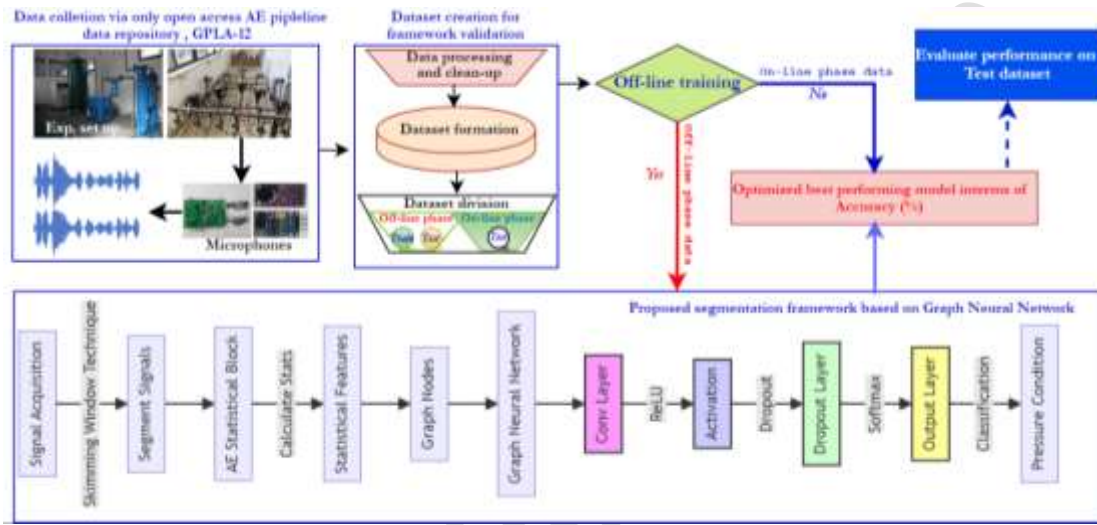 Data colletion via only open access AE pipleline
data repository , GPLA-12
Exp. set up
Microphones
Dataset creation for
framework validation
Data processing
and clean-up
Dataset formation
Dataset division
Off-line phase
On-line phase
Test
Off-line training
On-line phase data
No
Yes
Off-line phase data
Evaluate performance on
Test dataset
Optimized best performing model interms of
Accuracy (%)
Proposed segmentation framework based on Graph Neural Network
Signal Acquisition
Skimming Window Technique
Segment Signals
AE Statistical Block
Calculate Stats
Statistical Features
Graph Nodes
Graph Neural Network
Conv Layer
ReLU
Activation
Dropout
Dropout Layer
Softmax
Output Layer
Classification
Pressure Condition